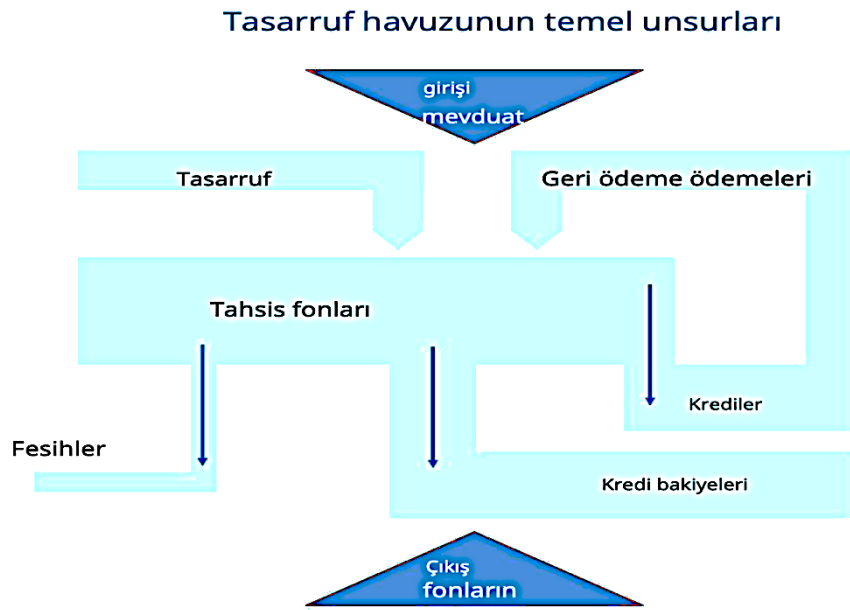 Tasarruf havuzunun temel unsurları
girişi
mevduat
Tasarruf
Geri ödeme ödemeleri
Tahsis fonları
Krediler
Fesihler
Kredi bakiyeleri
Çıkış
fonların